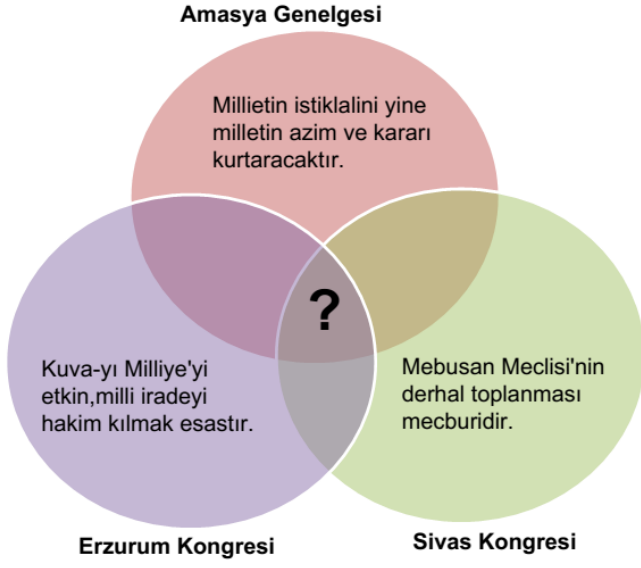 Amasya Genelgesi
Millietin istiklalini yine
milletin azim ve kararı
kurtaracaktır.
?
Kuva-yı Milliye'yi
etkin,milli iradeyi
hakim kılmak esastır.
Mebusan Meclisi'nin
derhal toplanması
mecburidir.
Erzurum Kongresi
Sivas Kongresi